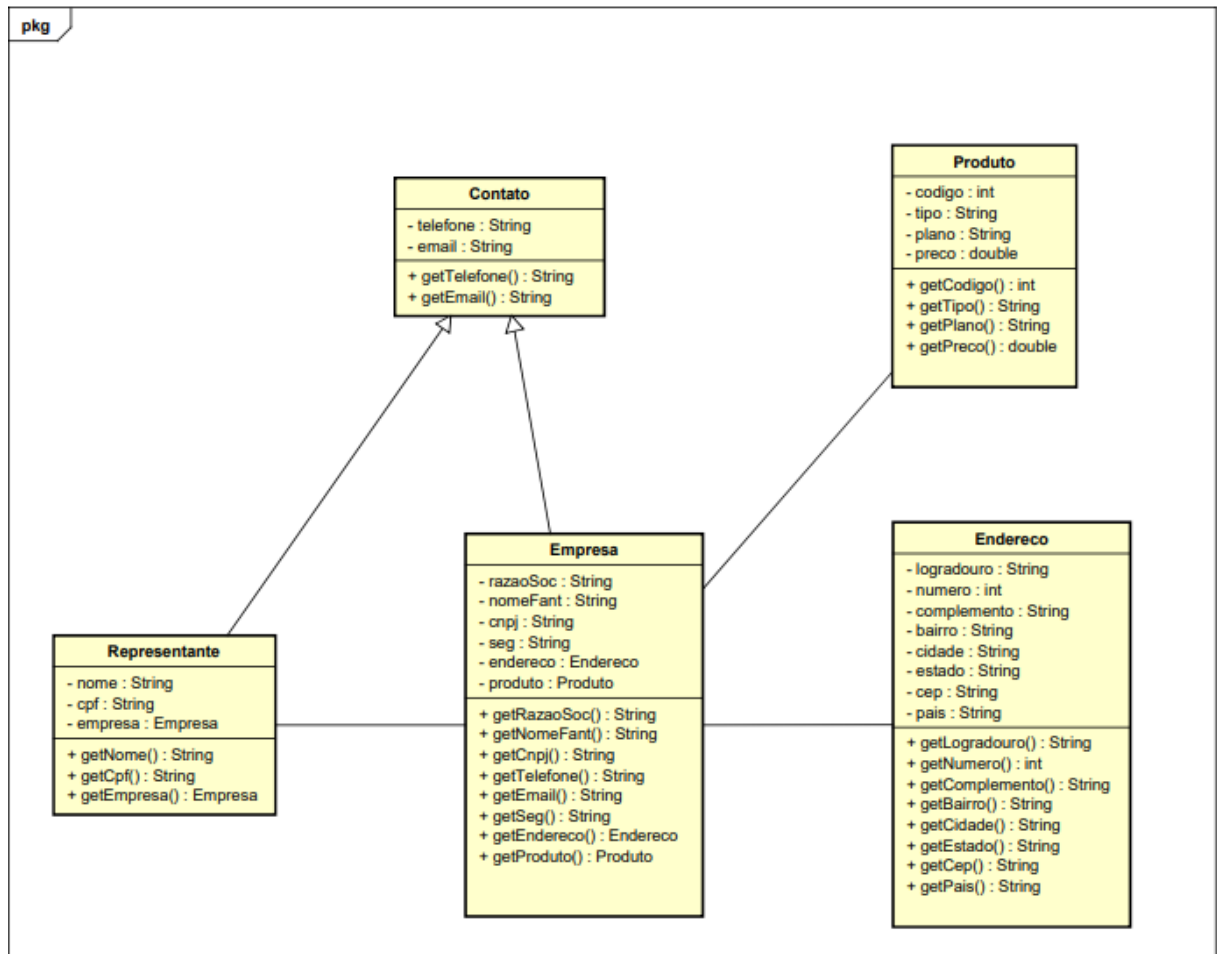 pkg
Contato
- telefone : String
- email : String
+ getTelefone() : String
+ getEmail() : String
Produto
- codigo : int
- tipo : String
- plano : String
- preco : double
+ getCodigo() : int
+ getTipo() : String
+ getPlano() : String
+ getPreco() : double
Representante
- nome : String
- cpf : String
- empresa : Empresa
+ getNome() : String
+ getCpf() : String
+ getEmpresa() : Empresa
Empresa
- razaoSoc : String
- nomeFant : String
- cnpj : String
- seg : String
- endereco : Endereco
- produto : Produto
+ getRazaoSoc() : String
+ getNomeFant() : String
+ getCnpj() : String
+ getTelefone() : String
+ getEmail() : String
+ getSeg() : String
+ getEndereco() : Endereco
+ getProduto() : Produto
Endereco
- logradouro : String
- numero : int
- complemento : String
- bairro : String
- cidade : String
- estado : String
- cep : String
- pais : String
+ getLogradouro() : String
+ getNumero() : int
+ getComplemento() : String
+ getBairro() : String
+ getCidade() : String
+ getEstado() : String
+ getCep() : String
+ getPais() : String